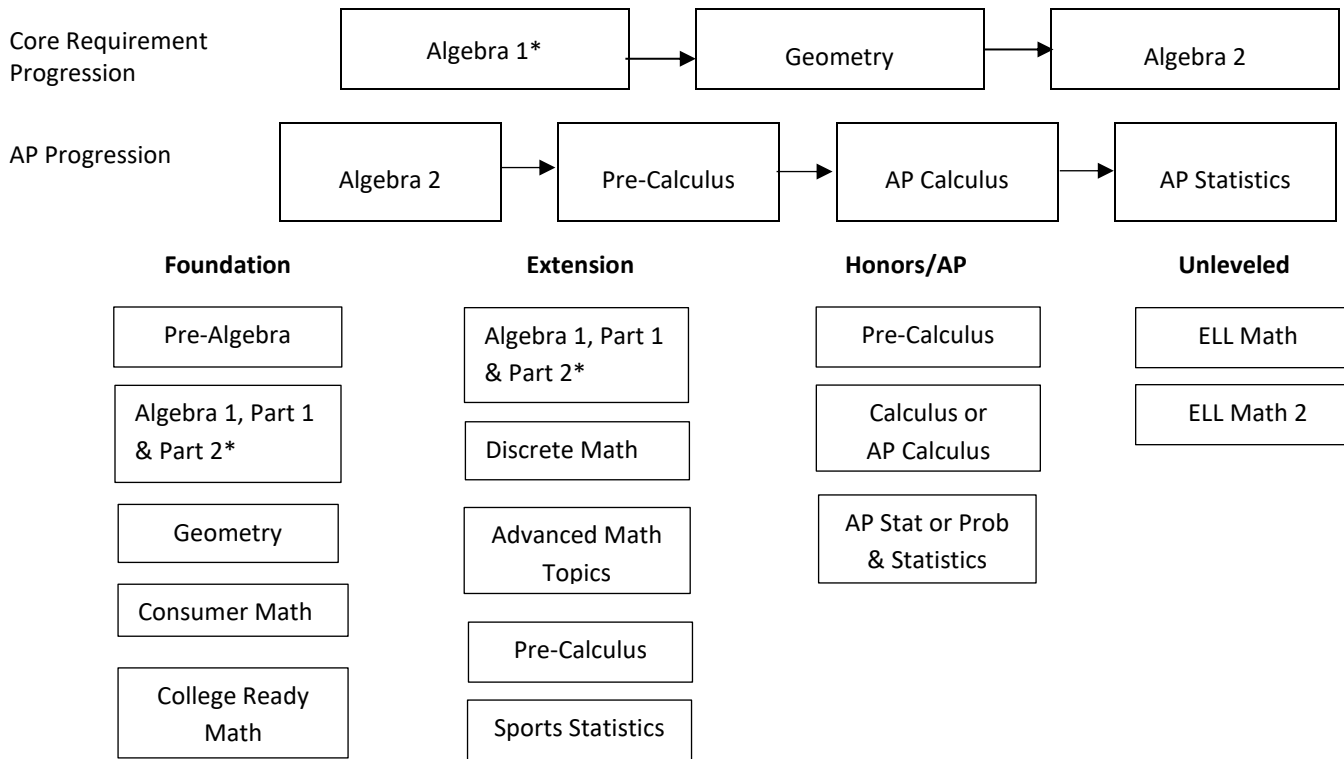 Core Requirement
Progression
Algebra 1*
Geometry
Algebra 2
AP Progression
Algebra 2
Pre-Calculus
AP Calculus
AP Statistics
Foundation
Extension
Honors/AP
Unleveled
Pre-Algebra
Algebra 1, Part 1
& Part 2*
Geometry
Consumer Math
College Ready
Math
Algebra 1, Part 1
& Part 2*
Discrete Math
Advanced Math
Topics
Pre-Calculus
Sports Statistics
Pre-Calculus
Calculus or
AP Calculus
AP Stat or Prob
& Statistics
ELL Math
ELL Math 2